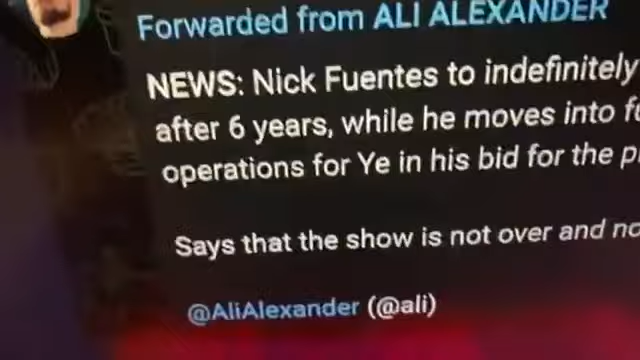 Forwarded from ALI ALEXANDER
NEWS: Nick Fuentes to indefinitely
after 6 years, while he moves into
operations for Ye in his bid for the
Says that the show is not over and
@AliAlexander (@ali)